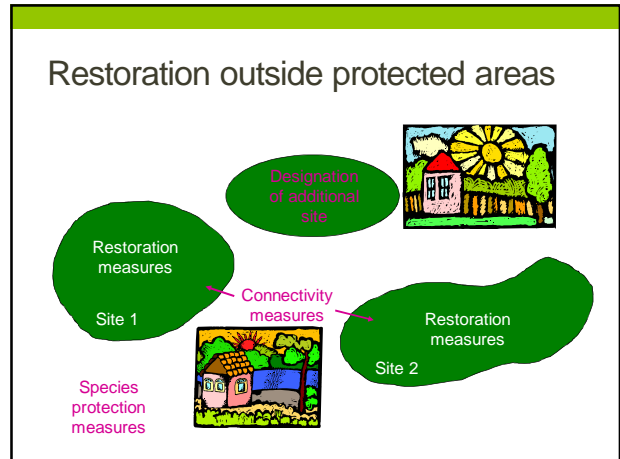 Restoration outside protected areas
Designation
of additional
site
Restoration
measures
Site 1
Connectivity
measures
Restoration
measures
Site 2
Species
protection
measures